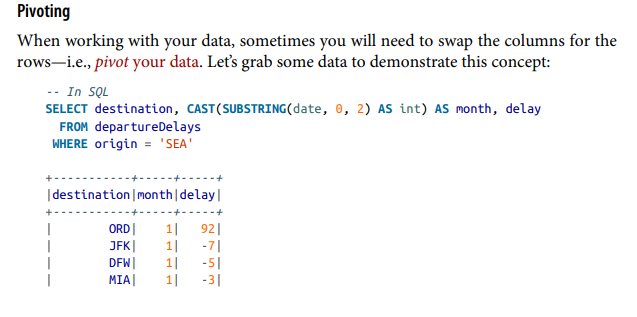 Pivoting
When working with your data, sometimes you will need to swap the columns for the
rows—i.e., pivot your data. Let's grab some data to demonstrate this concept:
-- In SQL
SELECT destination, CAST(SUBSTRING(date, 0, 2) AS int) AS month, delay
  FROM departureDelays
 WHERE origin = 'SEA'
+-----------+-----+-----+
|destination|month|delay|
+-----------+-----+-----+
|        ORD|    1|   92|
|        JFK|    1|   -7|
|        DFW|    1|   -5|
|        MIA|    1|   -3|